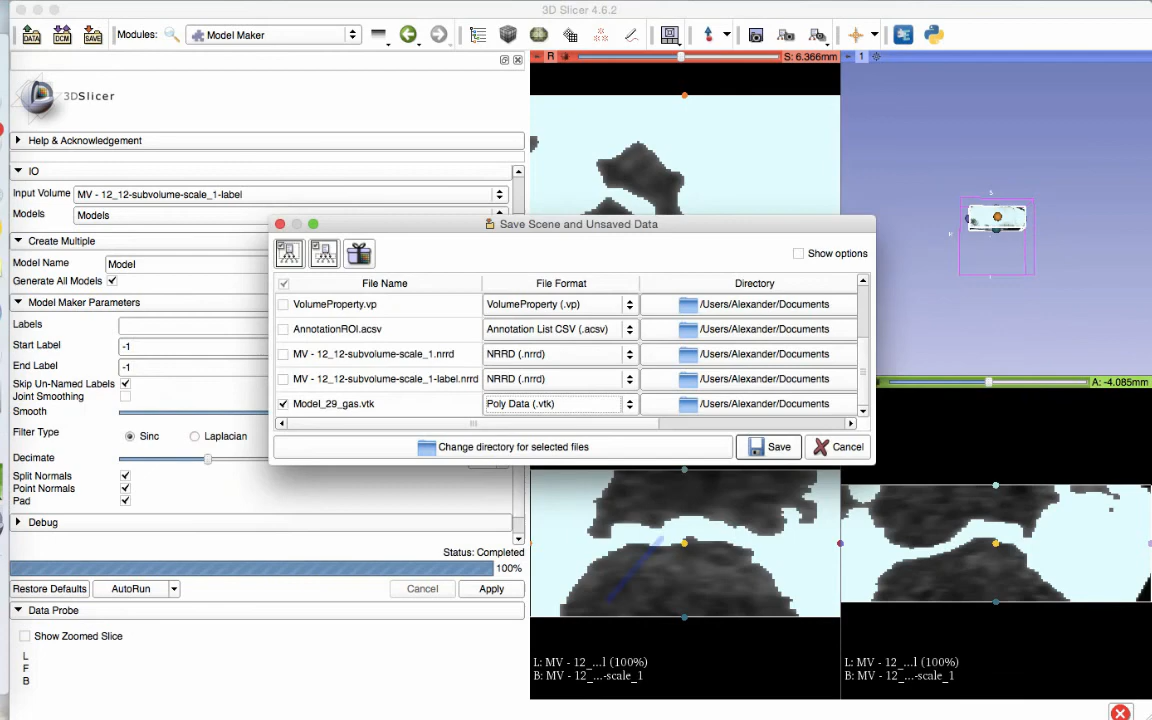 3D Slicer 4.6.2
DATA
DCM
SAVE
Modules:
Model Maker
R
S: 6.366mm
1
3DSlicer
Help & Acknowledgement
IO
Input Volume
MV - 12_12-subvolume-scale_1-label
Models
Models
Create Multiple
Model Name
Model
Generate All Models
Model Maker Parameters
Labels
Start Label
-1
End Label
-1
Skip Un-Named Labels
Joint Smoothing
Smooth
Filter Type
Sinc
Laplacian
Decimate
Split Normals
Point Normals
Pad
Debug
Status: Completed
100%
Restore Defaults
AutoRun
Cancel
Apply
Data Probe
Show Zoomed Slice
L
F
B
Save Scene and Unsaved Data
Show options
File Name
File Format
Directory
VolumeProperty.vp
VolumeProperty (.vp)
/Users/Alexander/Documents
AnnotationROI.acsv
Annotation List CSV (.acsv)
/Users/Alexander/Documents
MV - 12_12-subvolume-scale_1.nrrd
NRRD (.nrrd)
/Users/Alexander/Documents
MV - 12_12-subvolume-scale_1-label.nrrd
NRRD (.nrrd)
/Users/Alexander/Documents
Model_29_gas.vtk
Poly Data (.vtk)
/Users/Alexander/Documents
Change directory for selected files
Save
Cancel
S
A: -4.085mm
L: MV - 12_...l (100%)
B: MV - 12_...-scale_1
L: MV - 12_...l (100%)
B: MV - 12_...-scale_1